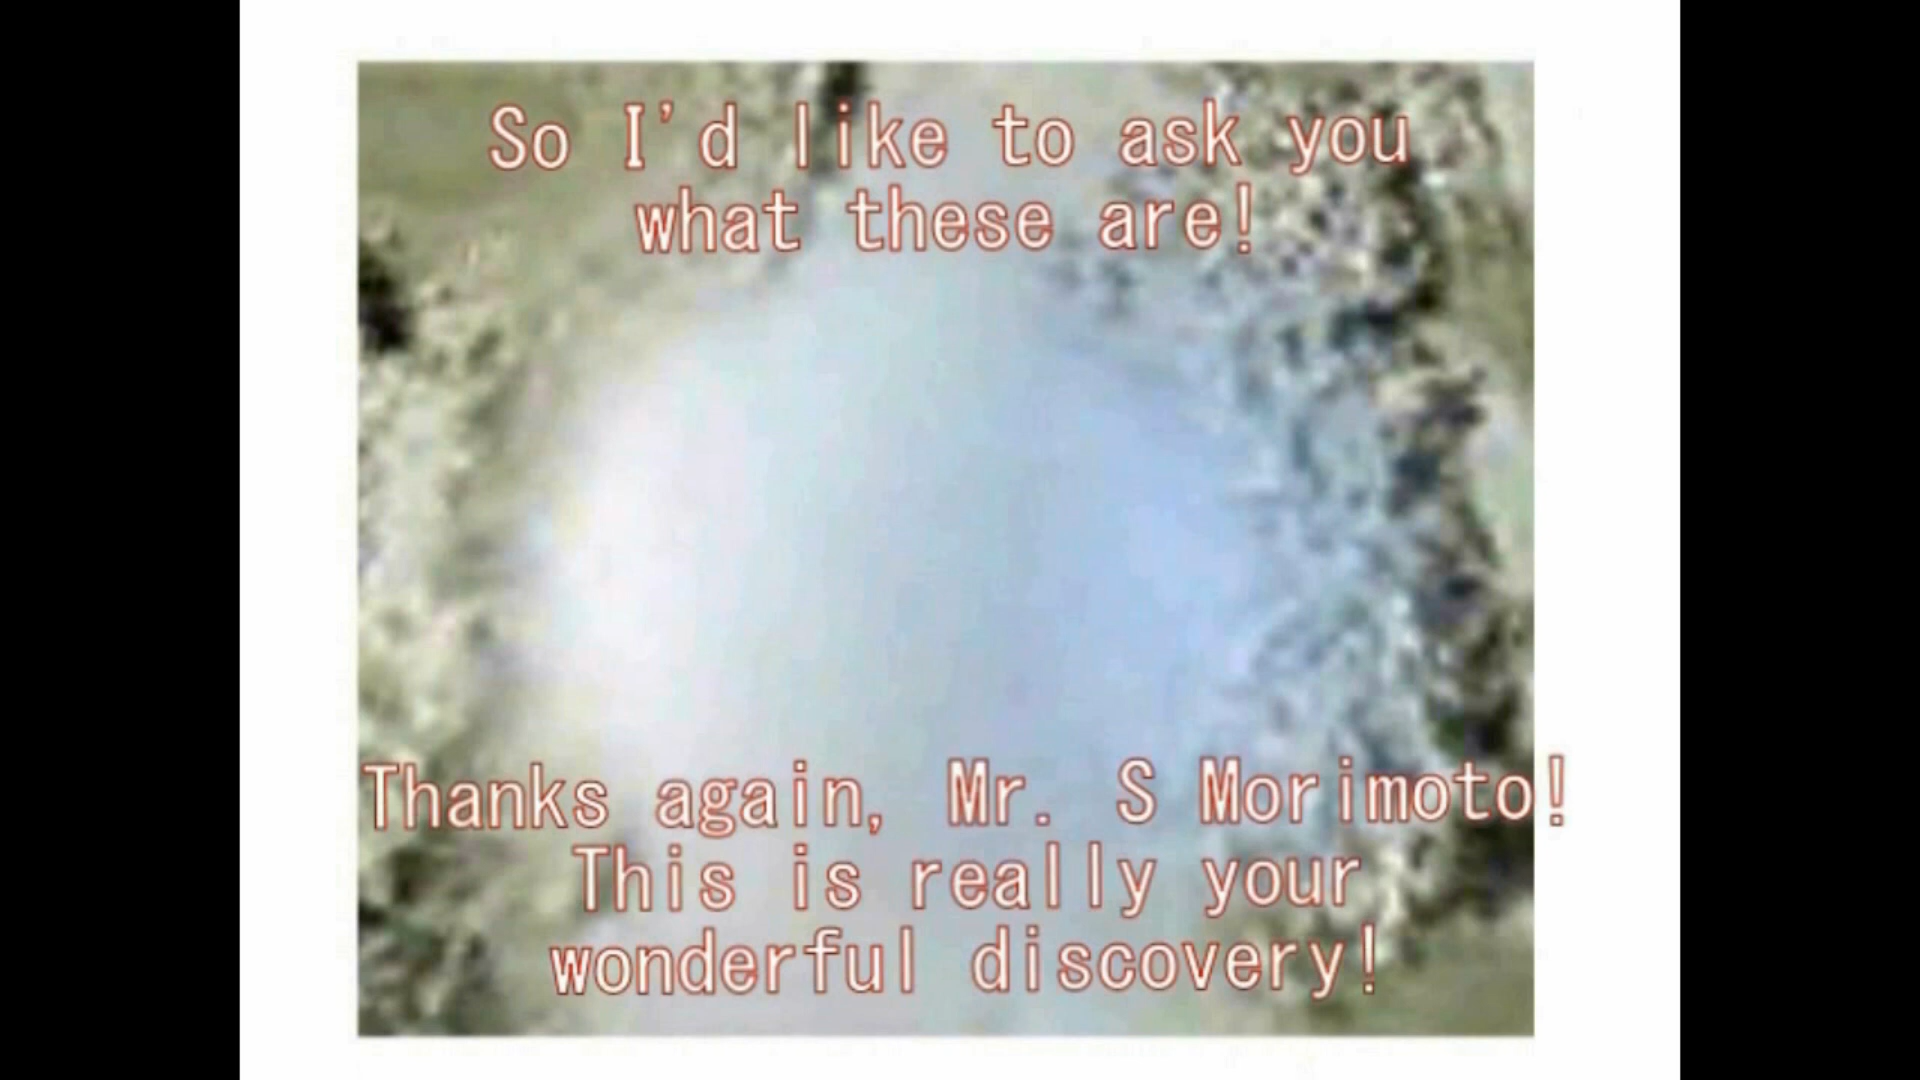 So I'd like to ask you
what these are!
Thanks again, Mr. S Morimoto!
This is really your
wonderful discovery!